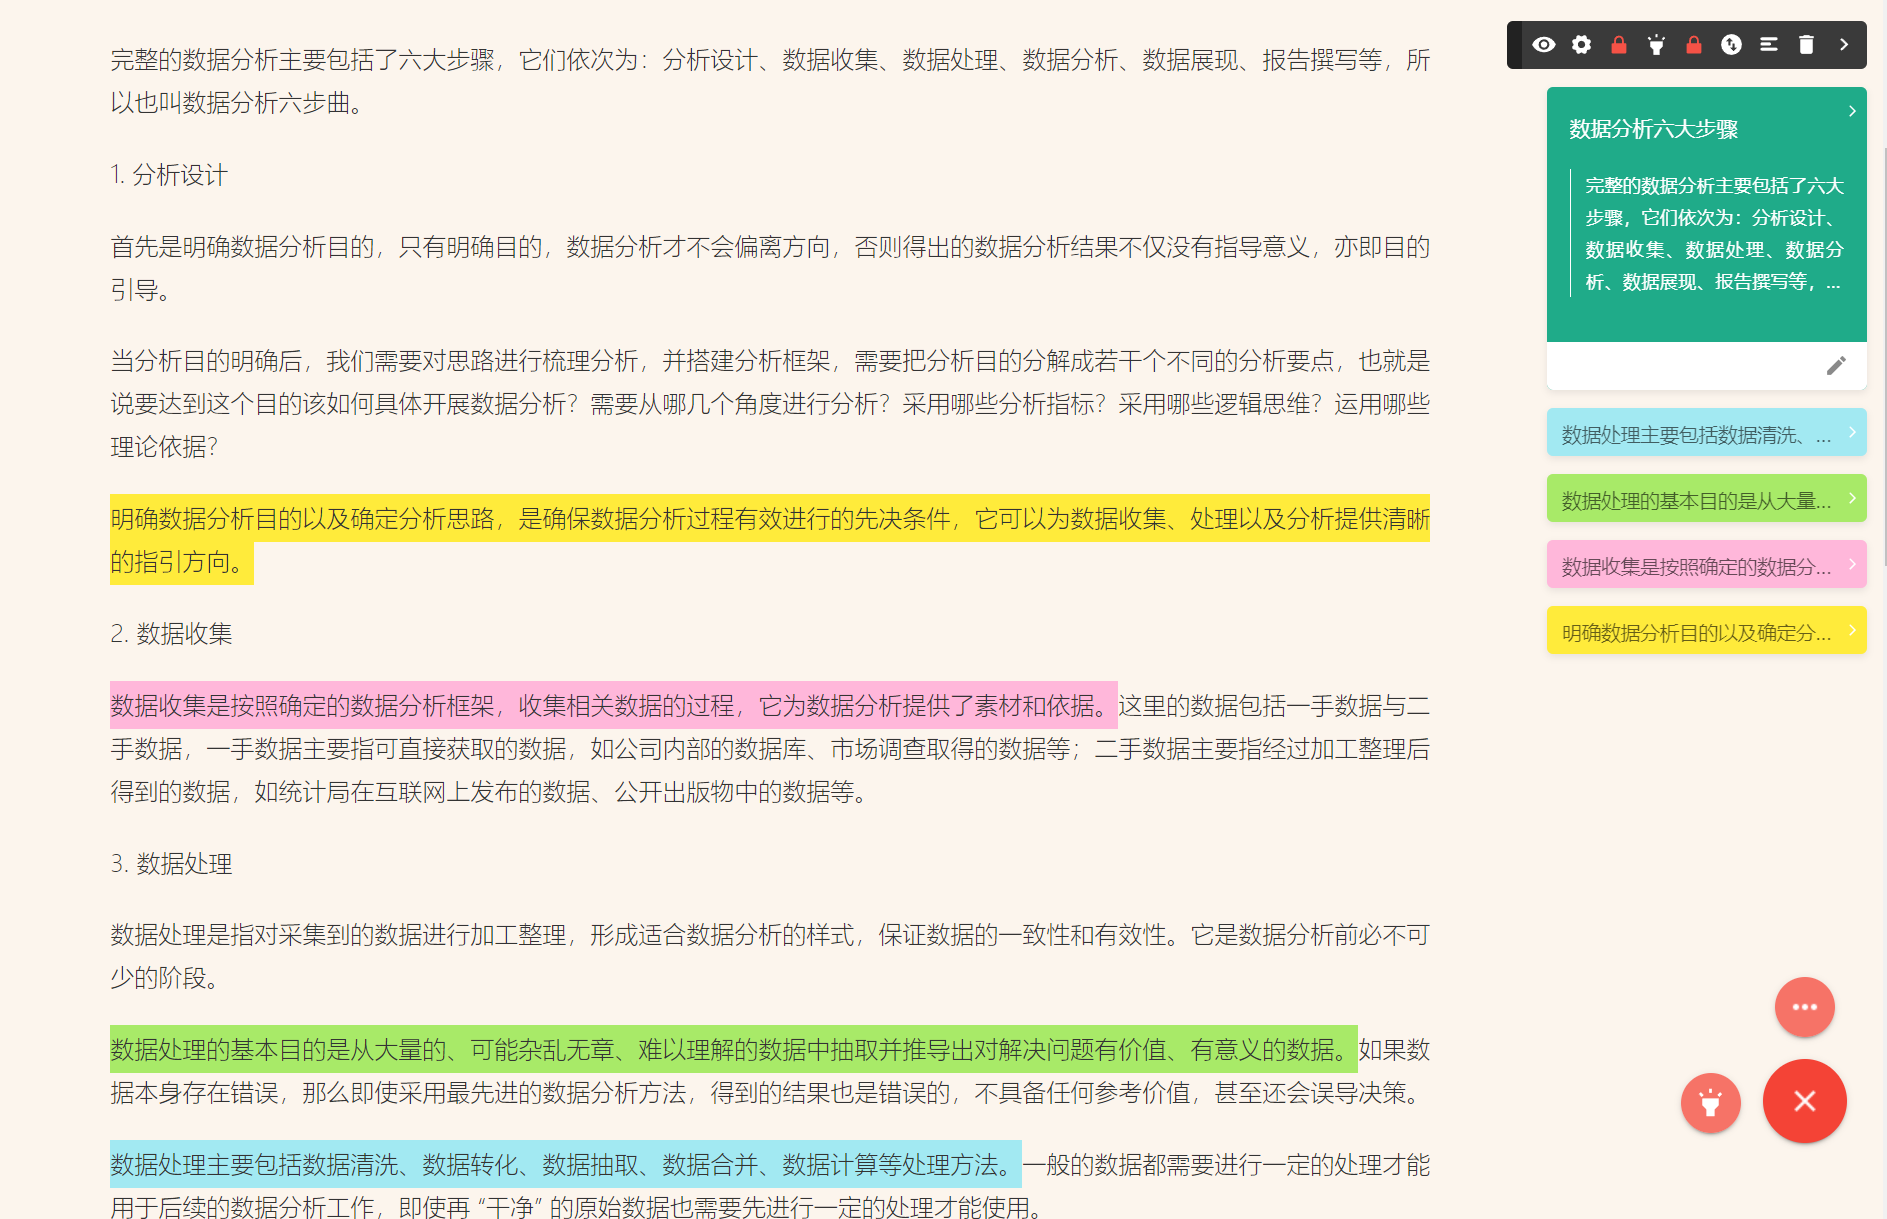 完整的数据分析主要包括了六大步骤，它们依次为：分析设计、数据收集、数据处理、数据分析、数据展现、报告撰写等，所
以也叫数据分析六步曲。
1. 分析设计
首先是明确数据分析目的，只有明确目的，数据分析才不会偏离方向，否则得出的数据分析结果不仅没有指导意义，亦即目的
引导。
当分析目的明确后，我们需要对思路进行梳理分析，并搭建分析框架，需要把分析目的分解成若干个不同的分析要点，也就是
说要达到这个目的该如何具体开展数据分析？需要从哪几个角度进行分析？采用哪些分析指标？采用哪些逻辑思维？运用哪些
理论依据？
明确数据分析目的以及确定分析思路，是确保数据分析过程有效进行的先决条件，它可以为数据收集、处理以及分析提供清晰
的指引方向。
2. 数据收集
数据收集是按照确定的数据分析框架，收集相关数据的过程，它为数据分析提供了素材和依据。这里的数据包括一手数据与二
手数据，一手数据主要指可直接获取的数据，如公司内部的数据库、市场调查取得的数据等；二手数据主要指经过加工整理后
得到的数据，如统计局在互联网上发布的数据、公开出版物中的数据等。
3. 数据处理
数据处理是指对采集到的数据进行加工整理，形成适合数据分析的样式，保证数据的一致性和有效性。它是数据分析前必不可
少的阶段。
数据处理的基本目的是从大量的、可能杂乱无章、难以理解的数据中抽取并推导出对解决问题有价值、有意义的数据。如果数
据本身存在错误，那么即使采用最先进的数据分析方法，得到的结果也是错误的，不具备任何参考价值，甚至还会误导决策。
数据处理主要包括数据清洗、数据转化、数据抽取、数据合并、数据计算等处理方法。一般的数据都需要进行一定的处理才能
用于后续的数据分析工作，即使再 “干净” 的原始数据也需要先进行一定的处理才能使用。
数据分析六大步骤
完整的数据分析主要包括了六大
步骤，它们依次为：分析设计、
数据收集、数据处理、数据分
析、数据展现、报告撰写等，...
数据处理主要包括数据清洗、...
数据处理的基本目的是从大量...
数据收集是按照确定的数据分...
明确数据分析目的以及确定分...